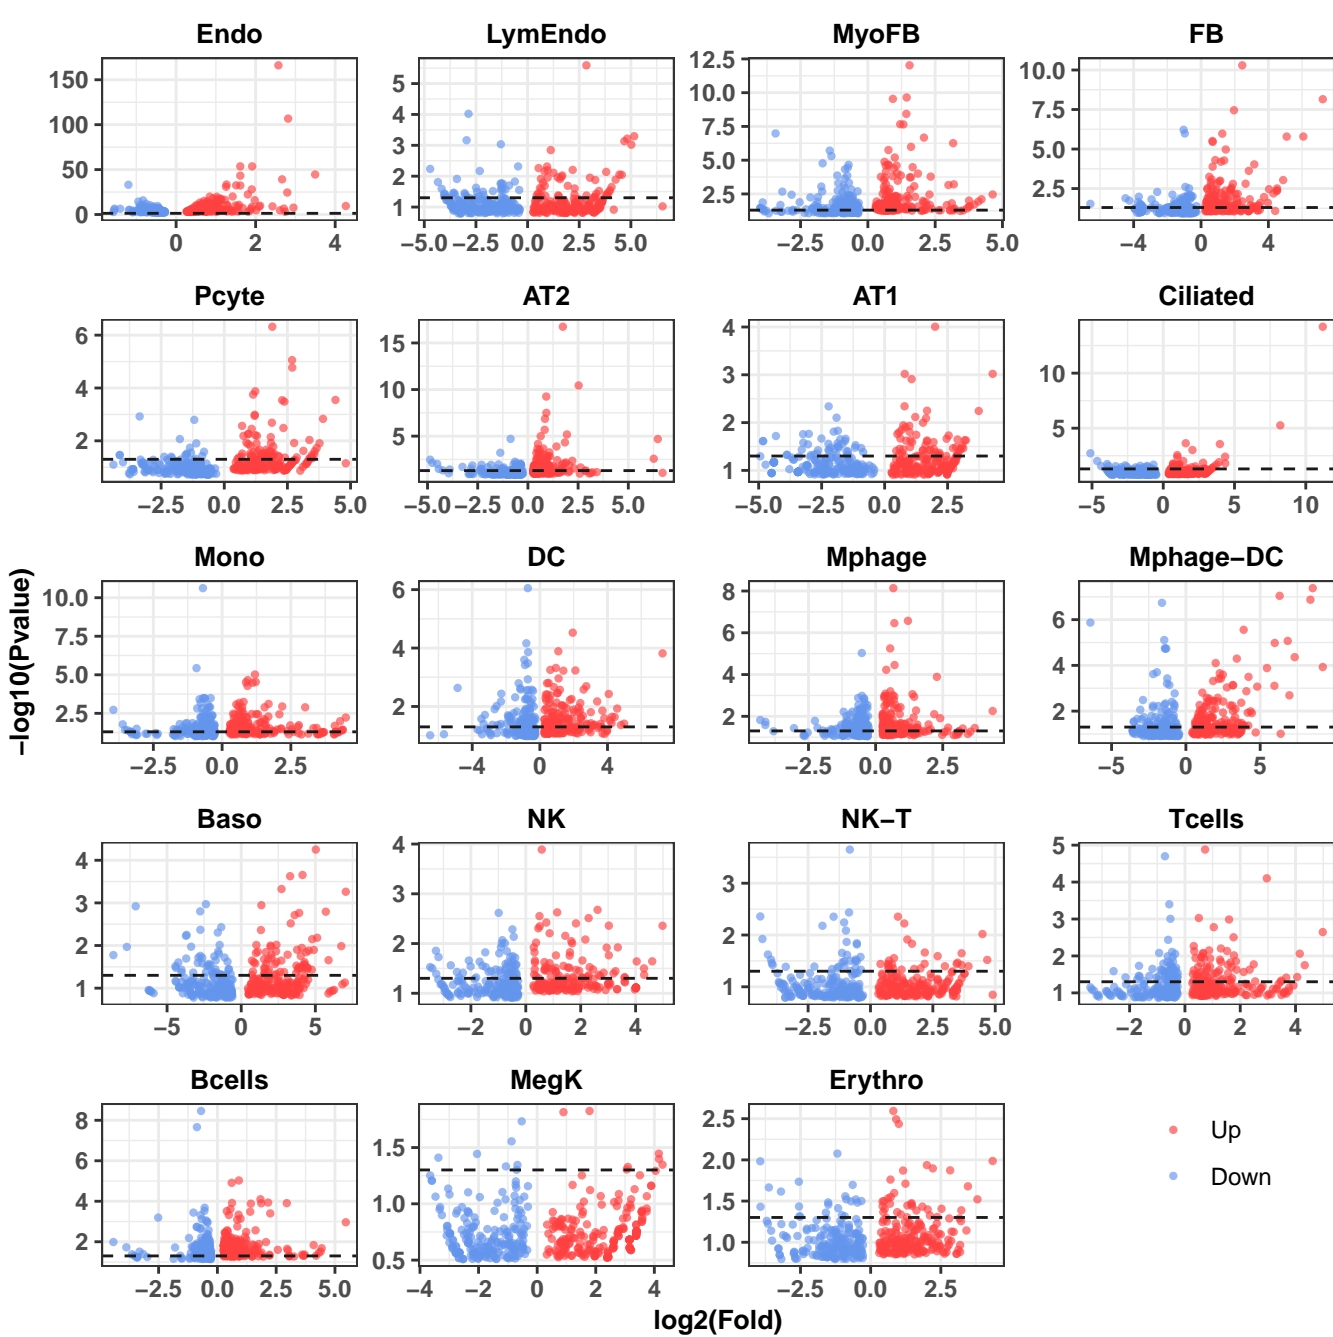 Endo LymEndo MyoFB FB
150 100 50 0
5 4 3 2 1
12.5 10.0 7.5 5.0 2.5
10.0 7.5 5.0 2.5
0 2 4
−5.0 −2.5 0.0 2.5 5.0
−2.5 0.0 2.5 5.0
−4 0 4
Pcyte AT2 AT1 Ciliated
6 4 2
15 10 5
4 3 2 1
10 5
−2.5 0.0 2.5 5.0
−5.0 −2.5 0.0 2.5 5.0
−5.0 −2.5 0.0 2.5
−5 0 5 10
Mono DC Mphage Mphage−DC
10.0 7.5 5.0 2.5
6 4 2
8 6 4 2
6 4 2
−2.5 0.0 2.5
−4 0 4
−2.5 0.0 2.5
−5 0 5
−log10(Pvalue)
Baso NK NK−T Tcells
4 3 2 1
4 3 2 1
3 2 1
5 4 3 2 1
−5 0 5
−2 0 2 4
−2.5 0.0 2.5 5.0
−2 0 2 4
Bcells MegK Erythro
8 6 4 2
1.5 1.0 0.5
2.5 2.0 1.5 1.0
Up
Down
−2.5 0.0 2.5 5.0
−4 −2 0 2 4
−2.5 0.0 2.5
log2(Fold)